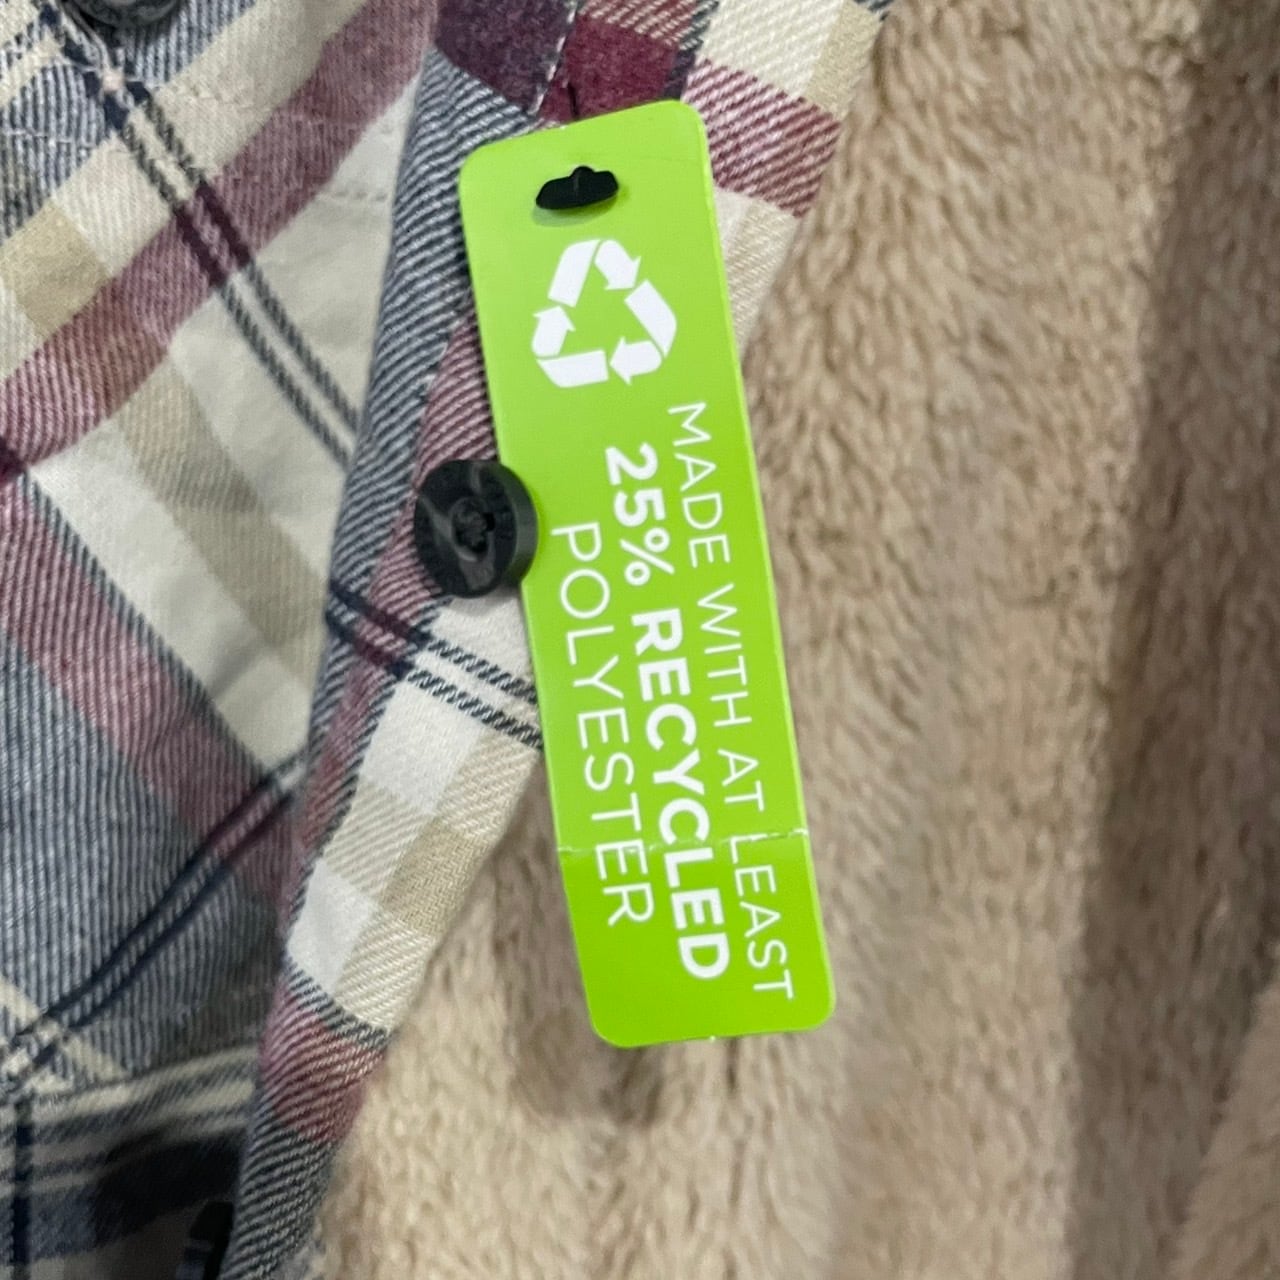 MADE WITH AT LEAST
25% RECYCLED
POLYESTER